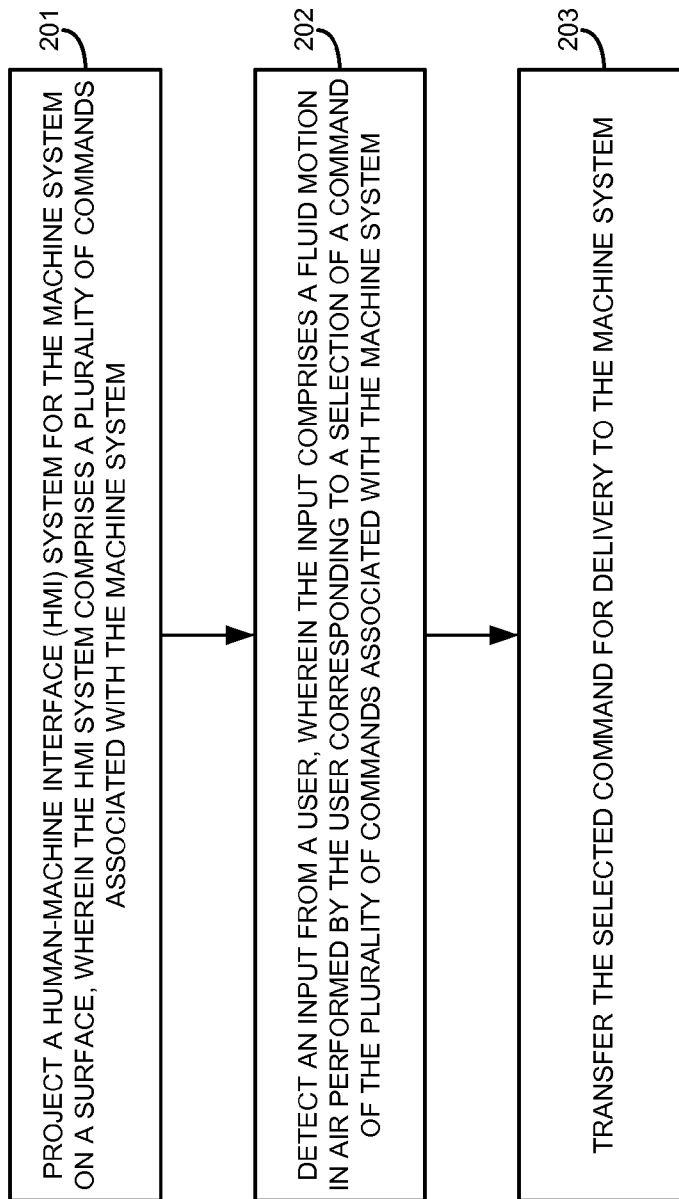 201
PROJECT A HUMAN-MACHINE INTERFACE (HMI) SYSTEM FOR THE MACHINE SYSTEM
ON A SURFACE, WHEREIN THE HMI SYSTEM COMPRISES A PLURALITY OF COMMANDS
ASSOCIATED WITH THE MACHINE SYSTEM
202
DETECT AN INPUT FROM A USER, WHEREIN THE INPUT COMPRISES A FLUID MOTION
IN AIR PERFORMED BY THE USER CORRESPONDING TO A SELECTION OF A COMMAND
OF THE PLURALITY OF COMMANDS ASSOCIATED WITH THE MACHINE SYSTEM
203
TRANSFER THE SELECTED COMMAND FOR DELIVERY TO THE MACHINE SYSTEM